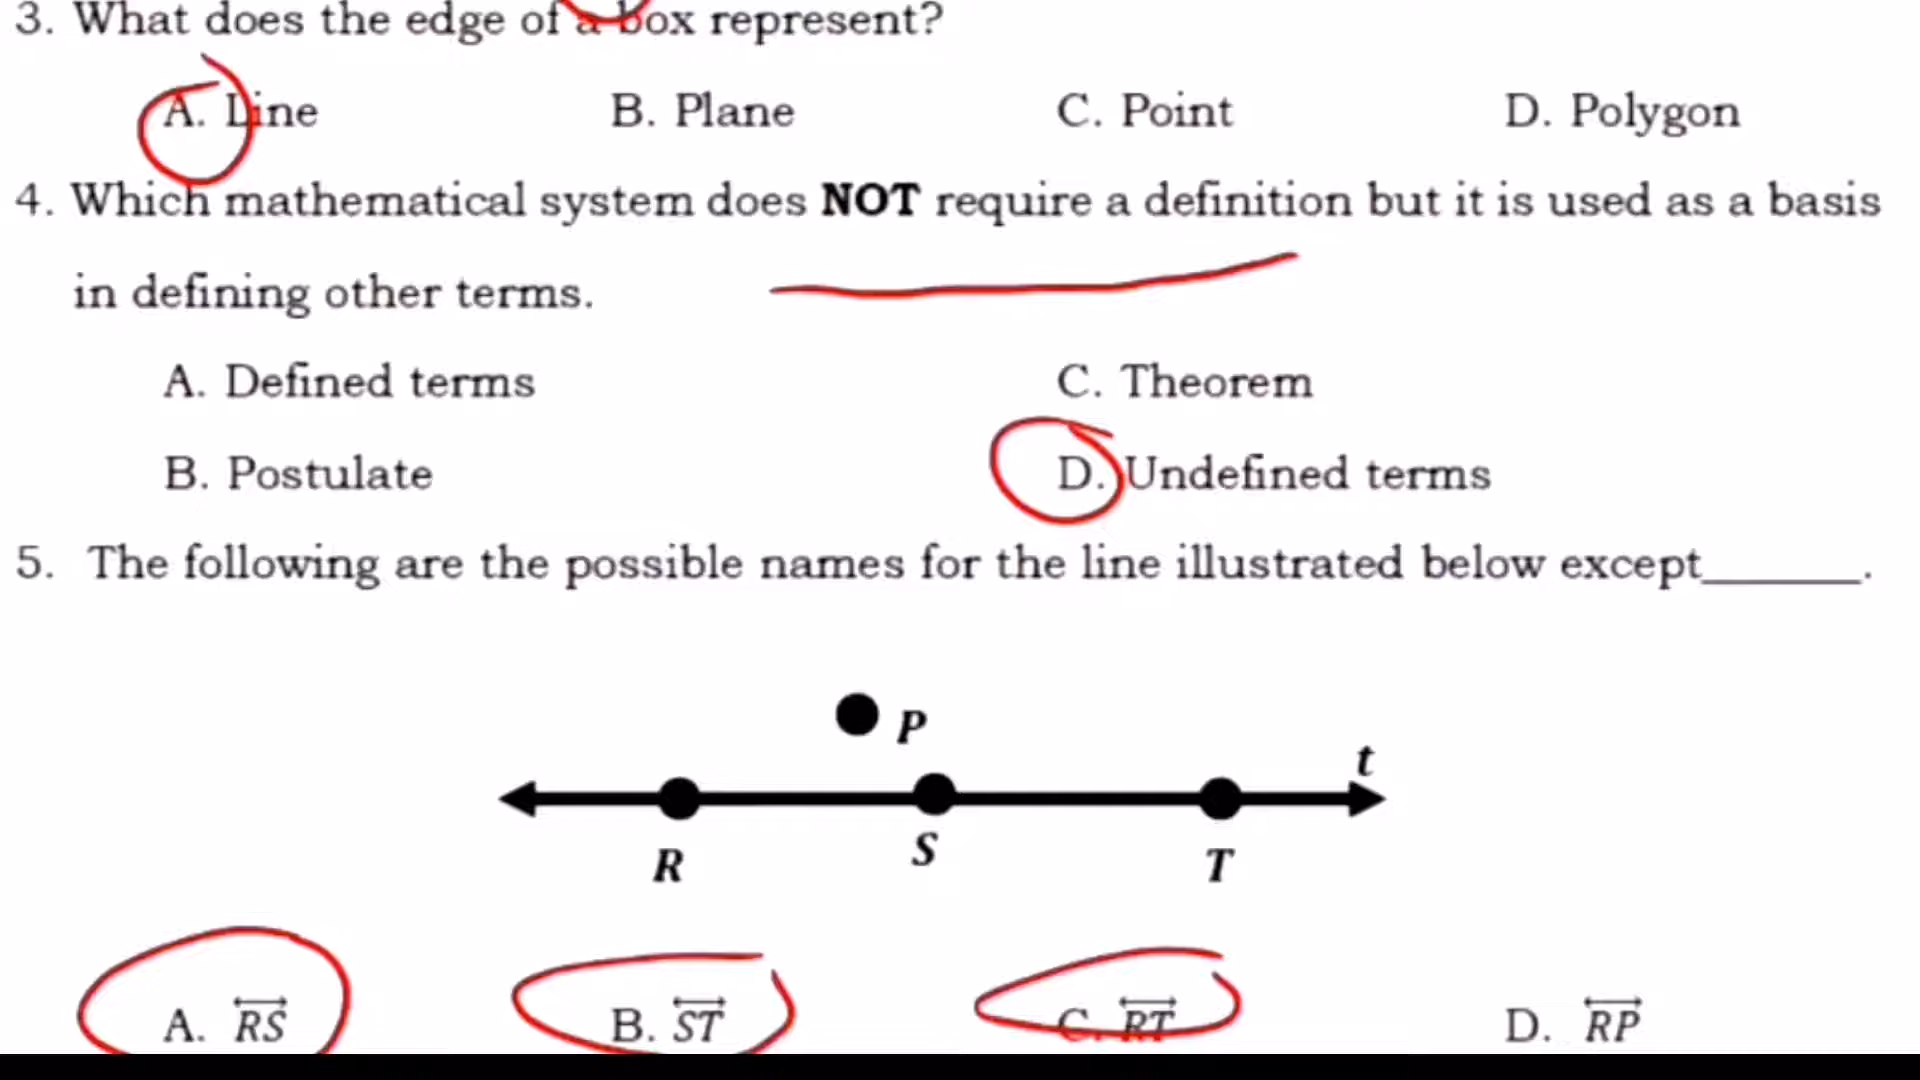 3. What does the edge of a box represent?
A. Line B. Plane C. Point D. Polygon
4. Which mathematical system does NOT require a definition but it is used as a basis
in defining other terms.
A. Defined terms C. Theorem
B. Postulate D. Undefined terms
5. The following are the possible names for the line illustrated below except______.
P
t
R S T
A. RS B. ST C. RT D. RP